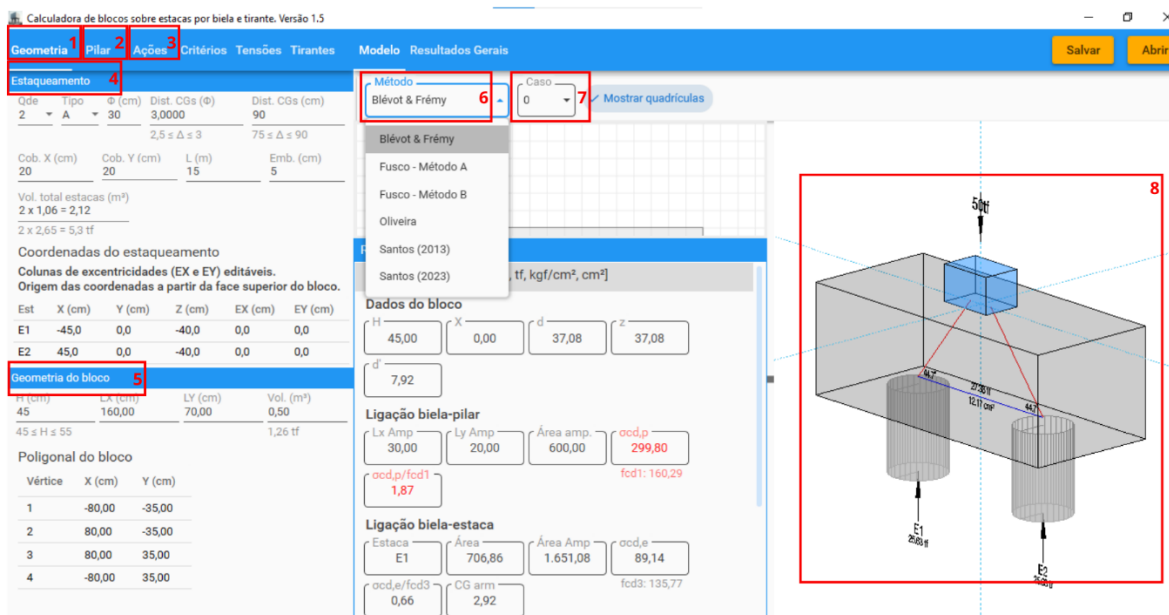 Calculadora de blocos sobre estacas por biela e tirante. Versão 1.5
Geometria 1 Pilar 2 Ações 3 Critérios Tensões Tirantes Modelo Resultados Gerais Salvar Abrir
Estaqueamento 4
Qde Tipo Φ (cm) Dist. CGs (Φ) Dist. CGs (cm)
2 A 30 3,0000 90
2,5 ≤ Δ ≤ 3 75 ≤ Δ ≤ 90
Cob. X (cm) Cob. Y (cm) L (m) Emb. (cm)
20 20 15 5
Vol. total estacas (m³)
2 x 1,06 = 2,12
2 x 2,65 = 5,3 tf
Coordenadas do estaqueamento
Colunas de excentricidades (EX e EY) editáveis.
Origem das coordenadas a partir da face superior do bloco.
Est X (cm) Y (cm) Z (cm) EX (cm) EY (cm)
E1 -45,0 0,0 -40,0 0,0 0,0
E2 45,0 0,0 -40,0 0,0 0,0
Geometria do bloco 5
H (cm) LX (cm) LY (cm) Vol. (m³)
45 160,00 70,00 0,50
45 ≤ H ≤ 55 1,26 tf
Poligonal do bloco
Vértice X (cm) Y (cm)
1 -80,00 -35,00
2 80,00 -35,00
3 80,00 35,00
4 -80,00 35,00
Método
Blévot & Frémy 6
Caso
0 7
Mostrar quadrículas
Blévot & Frémy
Fusco - Método A
Fusco - Método B
Oliveira
Santos (2013)
Santos (2023)
, tf, kgf/cm², cm²]
Dados do bloco
H X d z
45,00 0,00 37,08 37,08
d'
7,92
Ligação biela-pilar
Lx Amp Ly Amp Área amp. σcd,p
30,00 20,00 600,00 299,80
σcd,p/fcd1 fcd1: 160,29
1,87
Ligação biela-estaca
Estaca Área Área Amp σcd,e
E1 706,86 1.651,08 89,14
σcd,e/fcd3 CG arm fcd3: 135,77
0,66 2,92
8
50tf
44,7°
12,17 cm²
E1
25,63 tf
E2